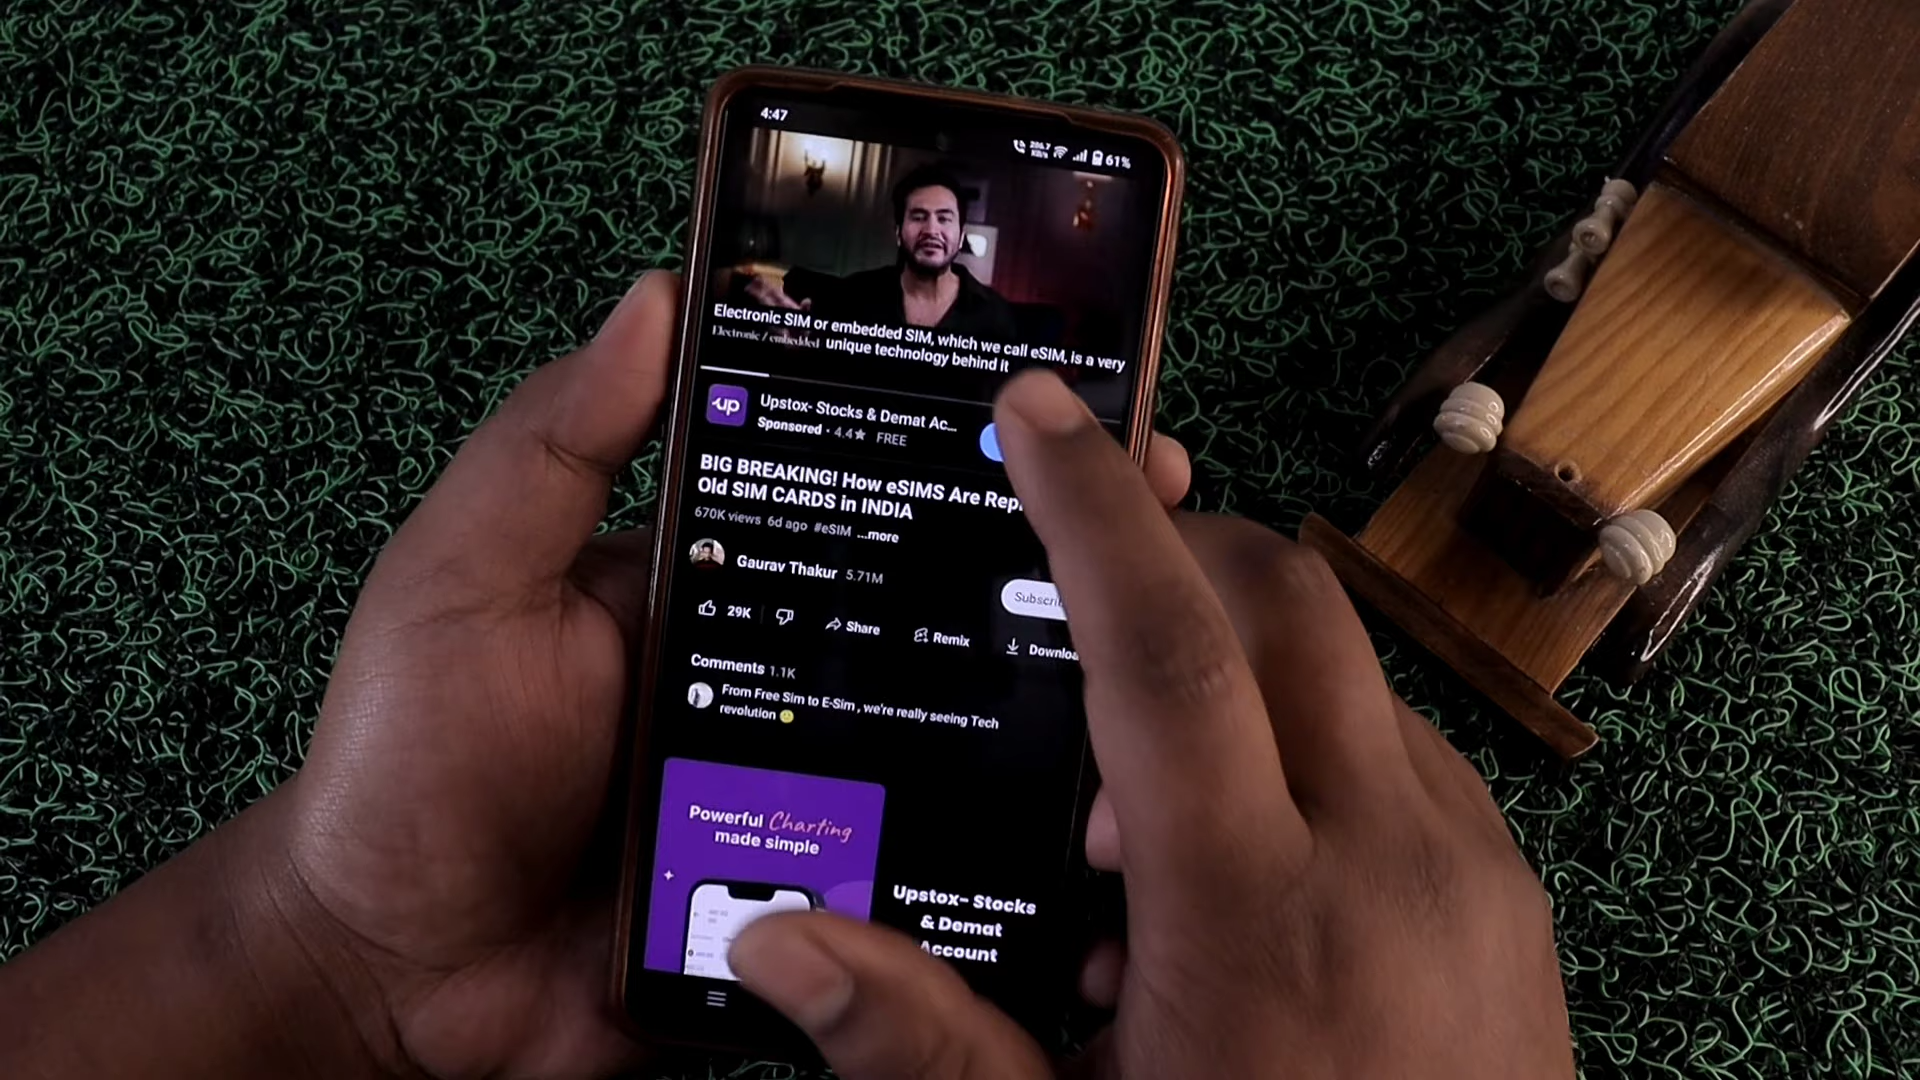 4:47
206.7
KB/s
61%
Electronic SIM or embedded SIM, which we call eSIM, is a very
Electronic / embedded
unique technology behind it
up
Upstox- Stocks & Demat Ac...
Sponsored • 4.4★ FREE
BIG BREAKING! How eSIMS Are Rep
Old SIM CARDS in INDIA
670K views 6d ago #eSIM ...more
Gaurav Thakur 5.71M
Subscri
29K
Share
Remix
Downloa
Comments 1.1K
From Free Sim to E-Sim , we're really seeing Tech
revolution 🙂
Powerful Charting
made simple
Upstox- Stocks
& Demat
Account